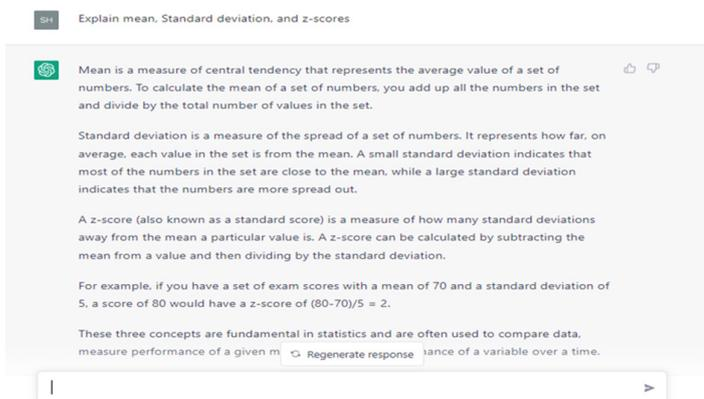 SH
Explain mean, Standard deviation, and z-scores
Mean is a measure of central tendency that represents the average value of a set of
numbers. To calculate the mean of a set of numbers, you add up all the numbers in the set
and divide by the total number of values in the set.
Standard deviation is a measure of the spread of a set of numbers. It represents how far, on
average, each value in the set is from the mean. A small standard deviation indicates that
most of the numbers in the set are close to the mean, while a large standard deviation
indicates that the numbers are more spread out.
A z-score (also known as a standard score) is a measure of how many standard deviations
away from the mean a particular value is. A z-score can be calculated by subtracting the
mean from a value and then dividing by the standard deviation.
For example, if you have a set of exam scores with a mean of 70 and a standard deviation of
5, a score of 80 would have a z-score of (80-70)/5 = 2.
These three concepts are fundamental in statistics and are often used to compare data,
measure performance of a given m
Regenerate response
ance of a variable over a time.